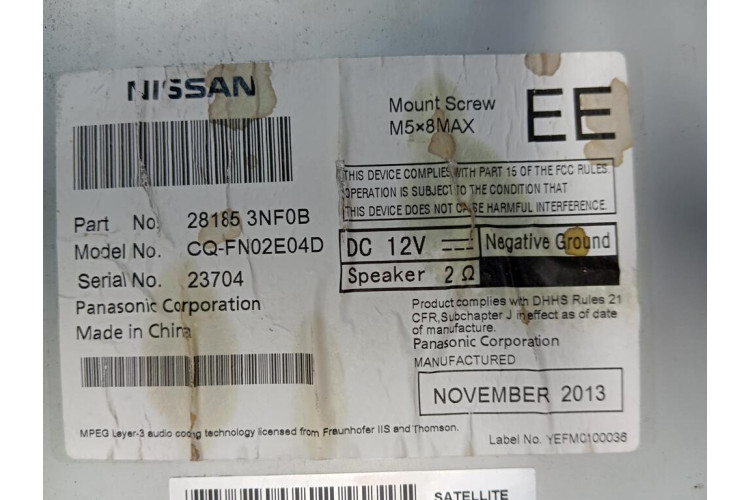 NISSAN
Mount Screw
M5×8MAX
EE
THIS DEVICE COMPLIES WITH PART 15 OF THE FCC RULES.
OPERATION IS SUBJECT TO THE CONDITION THAT
THIS DEVICE DOES NOT CAUSE HARMFUL INTERFERENCE.
Part No. 28185 3NF0B
Model No. CQ-FN02E04D
Serial No. 23704
Panasonic Corporation
Made in China
DC 12V ⎓ Negative Ground
Speaker 2Ω
Product complies with DHHS Rules 21
CFR,Subchapter J in effect as of date
of manufacture.
Panasonic Corporation
MANUFACTURED
NOVEMBER 2013
MPEG Layer-3 audio coding technology licensed from Fraunhofer IIS and Thomson.
Label No. YEFM0100036
SATELLITE